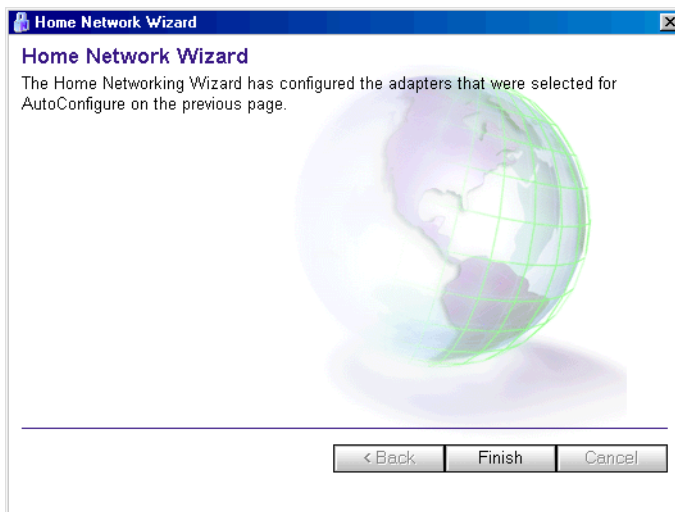 Home Network Wizard
Home Network Wizard
The Home Networking Wizard has configured the adapters that were selected for
AutoConfigure on the previous page.
< Back Finish Cancel